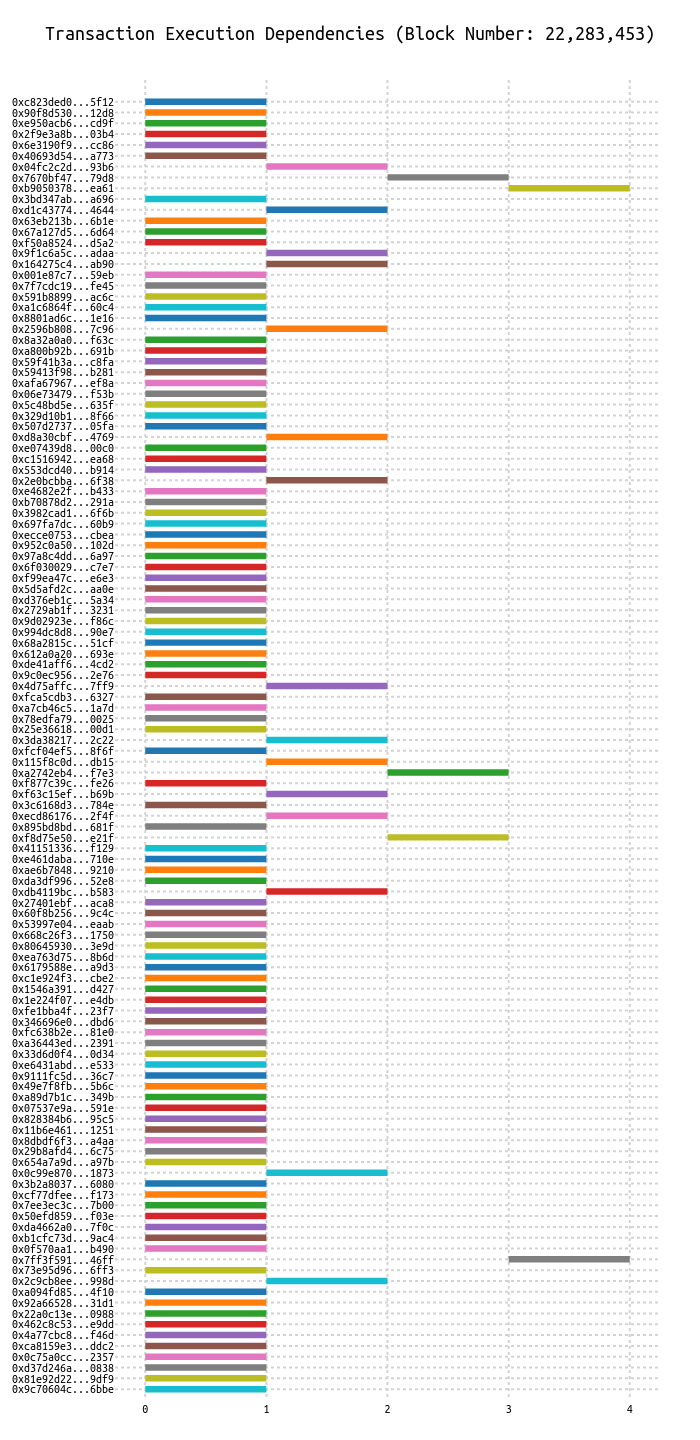 Transaction Execution Dependencies (Block Number: 22,283,453)
0xc823ded0...5f12
0x90f8d530...12d8
0xe950acb6...cd9f
0x2f9e3a8b...03b4
0x6e3190f9...cc86
0x40693d54...a773
0x04fc2c2d...93b6
0x7670bf47...79d8
0xb9050378...ea61
0x3bd347ab...a696
0xd1c43774...4644
0x63eb213b...6b1e
0x67a127d5...6d64
0xf50a8524...d5a2
0x9f1c6a5c...adaa
0x164275c4...ab90
0x001e87c7...59eb
0x7f7cdc19...fe45
0x591b8899...ac6c
0xa1c6864f...60c4
0x8801ad6c...1e16
0x2596b808...7c96
0x8a32a0a0...f63c
0xa800b92b...691b
0x59f41b3a...c8fa
0x59413f98...b281
0xafa67967...ef8a
0x06e73479...f53b
0x5c48bd5e...635f
0x329d10b1...8f66
0x507d2737...05fa
0xd8a30cbf...4769
0xe07439d8...00c0
0xc1516942...ea68
0x553dcd40...b914
0x2e0bcbba...6f38
0xe4682e2f...b433
0xb70878d2...291a
0x3982cad1...6f6b
0x697fa7dc...60b9
0xecce0753...cbea
0x952c0a50...102d
0x97a8c4dd...6a97
0x6f030029...c7e7
0xf99ea47c...e6e3
0x5d5afd2c...aa0e
0xd376eb1c...5a34
0x2729ab1f...3231
0x9d02923e...f86c
0x994dc8d8...90e7
0x68a2815c...51cf
0x612a0a20...693e
0xde41aff6...4cd2
0x9c0ec956...2e76
0x4d75affc...7ff9
0xfca5cdb3...6327
0xa7cb46c5...1a7d
0x78edfa79...0025
0x25e36618...00d1
0x3da38217...2c22
0xfcf04ef5...8f6f
0x115f8c0d...db15
0xa2742eb4...f7e3
0xf877c39c...fe26
0xf63c15ef...b69b
0x3c6168d3...784e
0xecd86176...2f4f
0x895bd8bd...681f
0xf8d75e50...e21f
0x41151336...f129
0xe461daba...710e
0xae6b7848...9210
0xda3df996...52e8
0xdb4119bc...b583
0x27401ebf...aca8
0x60f8b256...9c4c
0x53997e04...eaab
0x668c26f3...1750
0x80645930...3e9d
0xea763d75...8b6d
0x6179588e...a9d3
0xc1e924f3...cbe2
0x1546a391...d427
0x1e224f07...e4db
0xfe1bba4f...23f7
0x346696e0...dbd6
0xfc638b2e...81e0
0xa36443ed...2391
0x33d6d0f4...0d34
0xe6431abd...e533
0x9111fc5d...36c7
0x49e7f8fb...5b6c
0xa89d7b1c...349b
0x07537e9a...591e
0x828384b6...95c5
0x11b6e461...1251
0x8dbdf6f3...a4aa
0x29b8afd4...6c75
0x654a7a9d...a97b
0x0c99e870...1873
0x3b2a8037...6080
0xcf77dfee...f173
0x7ee3ec3c...7b00
0x50efd859...f03e
0xda4662a0...7f0c
0xb1cfc73d...9ac4
0x0f570aa1...b490
0x7ff3f591...46ff
0x73e95d96...6ff3
0x2c9cb8ee...998d
0xa094fd85...4f10
0x92a66528...31d1
0x22a0c13e...0988
0x462c8c53...e9dd
0x4a77cbc8...f46d
0xca8159e3...ddc2
0x0c75a0cc...2357
0xd37d246a...0838
0x81e92d22...9df9
0x9c70604c...6bbe
0 1 2 3 4